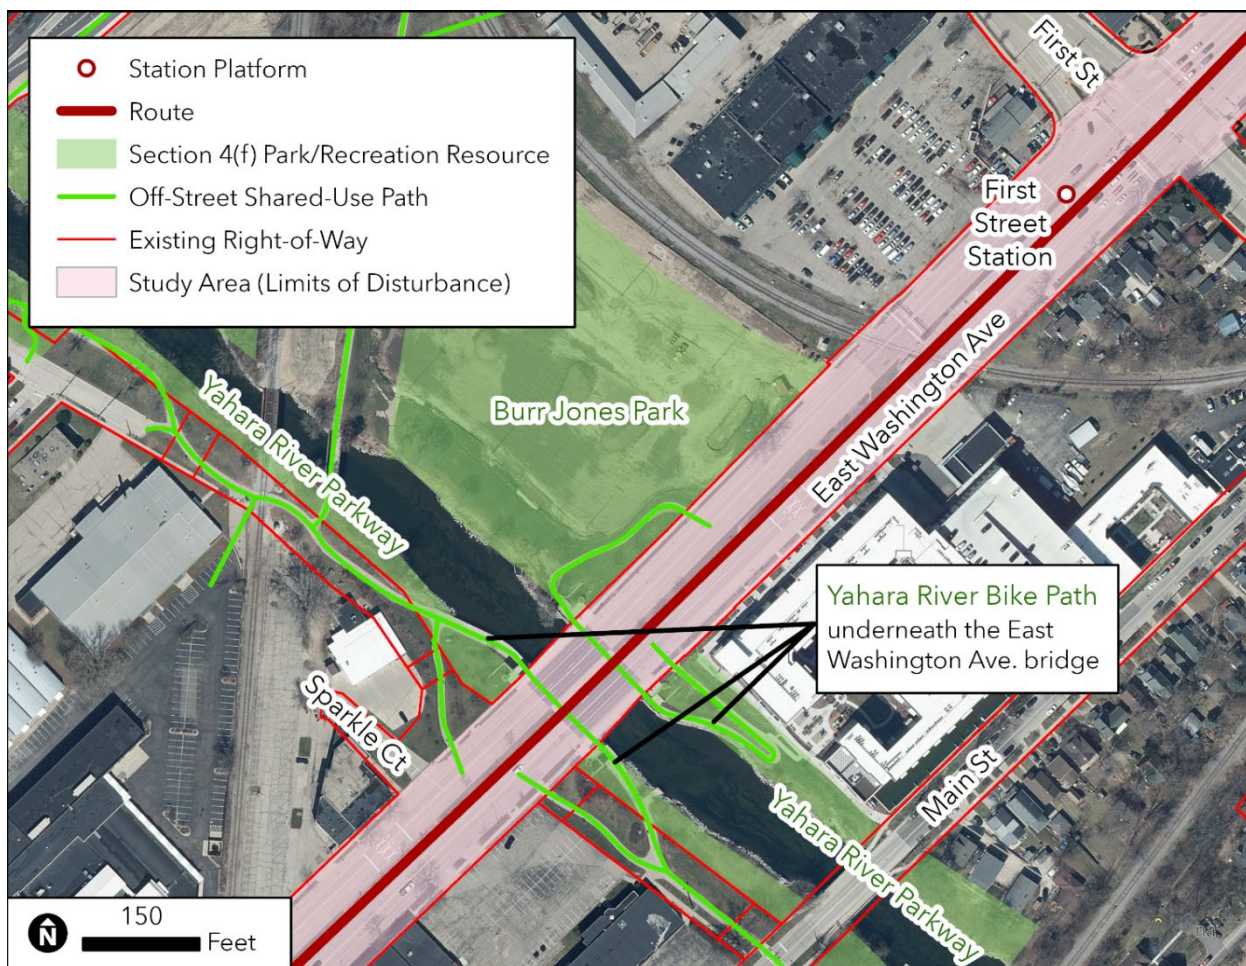 Station Platform
Route
Section 4(f) Park/Recreation Resource
Off-Street Shared-Use Path
Existing Right-of-Way
Study Area (Limits of Disturbance)
First St
First
Street
Station
East Washington Ave
Burr Jones Park
Yahara River Parkway
Yahara River Bike Path
underneath the East
Washington Ave. bridge
Sparkle Ct
Main St
Yahara River Parkway
N
150
Feet
na